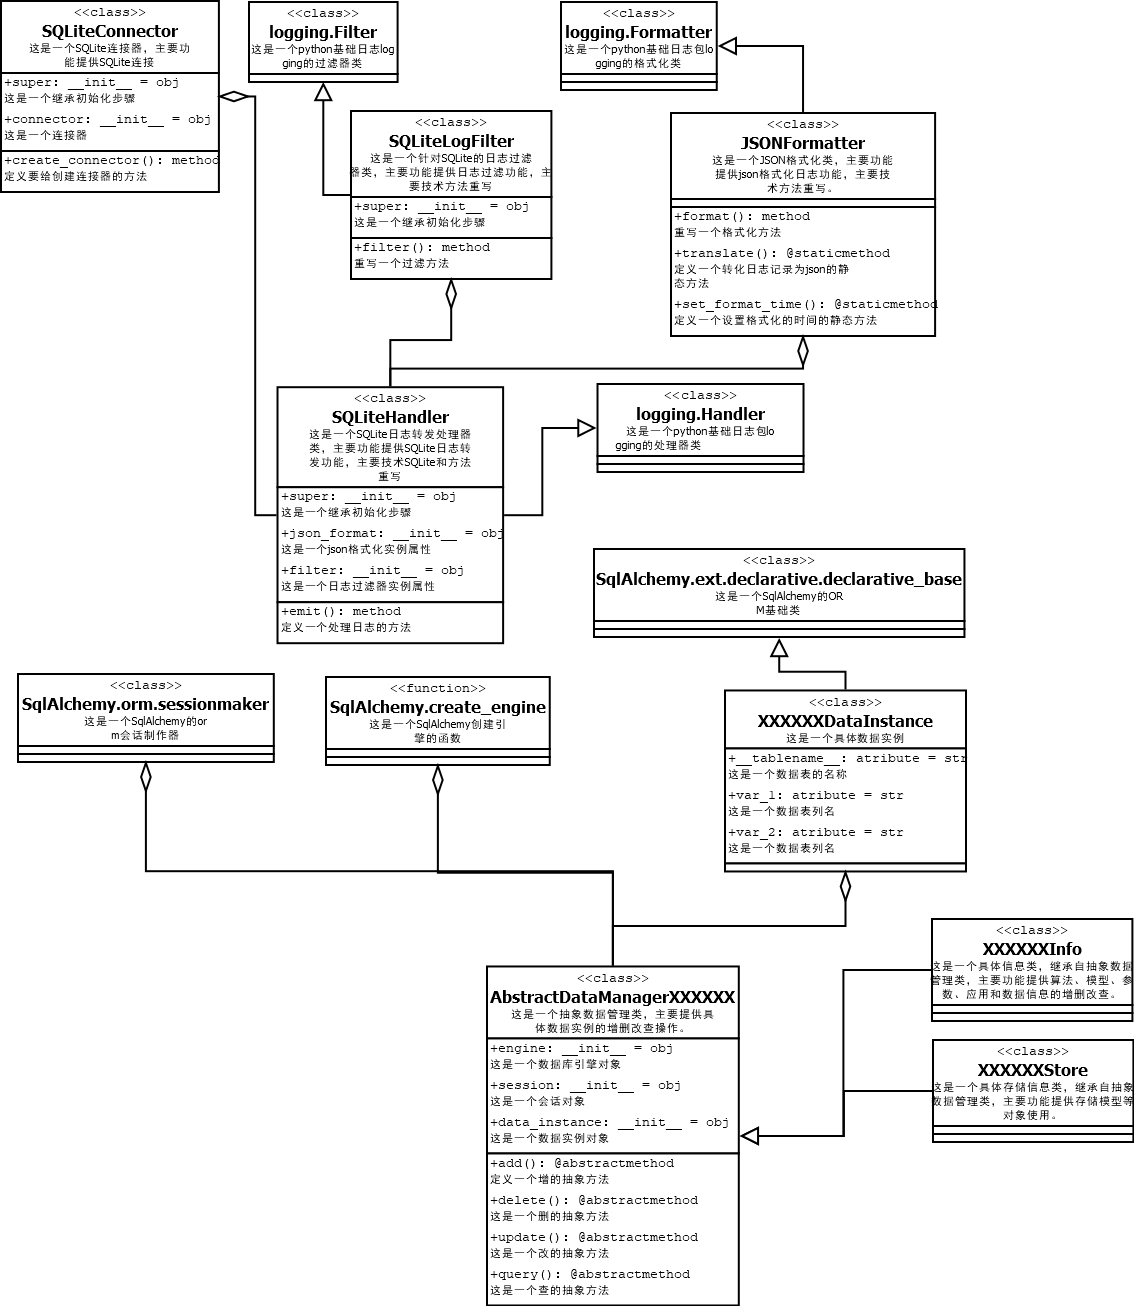 <<class>>
SQLiteConnector
这是一个SQLite连接器，主要功
能提供SQLite连接
+super: __init__ = obj
这是一个继承初始化步骤
+connector: __init__ = obj
这是一个连接器
+create_connector(): method
定义要给创建连接器的方法
<<class>>
logging.Filter
这是一个python基础日志log
ging的过滤器类
<<class>>
logging.Formatter
这是一个python基础日志包lo
gging的格式化类
<<class>>
SQLiteLogFilter
这是一个针对SQLite的日志过滤
器类，主要功能提供日志过滤功能，主
要技术方法重写
+super: __init__ = obj
这是一个继承初始化步骤
+filter(): method
重写一个过滤方法
<<class>>
JSONFormatter
这是一个JSON格式化类，主要功能
提供json格式化日志功能，主要技
术方法重写。
+format(): method
重写一个格式化方法
+translate(): @staticmethod
定义一个转化日志记录为json的静
态方法
+set_format_time(): @staticmethod
定义一个设置格式化的时间的静态方法
<<class>>
SQLiteHandler
这是一个SQLite日志转发处理器
类，主要功能提供SQLite日志转
发功能，主要技术SQLite和方法
重写
+super: __init__ = obj
这是一个继承初始化步骤
+json_format: __init__ = obj
这是一个json格式化实例属性
+filter: __init__ = obj
这是一个日志过滤器实例属性
+emit(): method
定义一个处理日志的方法
<<class>>
logging.Handler
这是一个python基础日志包lo
gging的处理器类
<<class>>
SqlAlchemy.ext.declarative.declarative_base
这是一个SqlAlchemy的OR
M基础类
<<class>>
SqlAlchemy.orm.sessionmaker
这是一个SqlAlchemy的or
m会话制作器
<<function>>
SqlAlchemy.create_engine
这是一个SqlAlchemy创建引
擎的函数
<<class>>
XXXXXXDataInstance
这是一个具体数据实例
+__tablename__: atribute = str
这是一个数据表的名称
+var_1: atribute = str
这是一个数据表列名
+var_2: atribute = str
这是一个数据表列名
<<class>>
XXXXXXInfo
这是一个具体信息类，继承自抽象数据
管理类，主要功能提供算法、模型、参
数、应用和数据信息的增删改查。
<<class>>
AbstractDataManagerXXXXXX
这是一个抽象数据管理类，主要提供具
体数据实例的增删改查操作。
+engine: __init__ = obj
这是一个数据库引擎对象
+session: __init__ = obj
这是一个会话对象
+data_instance: __init__ = obj
这是一个数据实例对象
+add(): @abstractmethod
定义一个增的抽象方法
+delete(): @abstractmethod
这是一个删的抽象方法
+update(): @abstractmethod
这是一个改的抽象方法
+query(): @abstractmethod
这是一个查的抽象方法
<<class>>
XXXXXXStore
这是一个具体存储信息类，继承自抽象
数据管理类，主要功能提供存储模型等
对象使用。